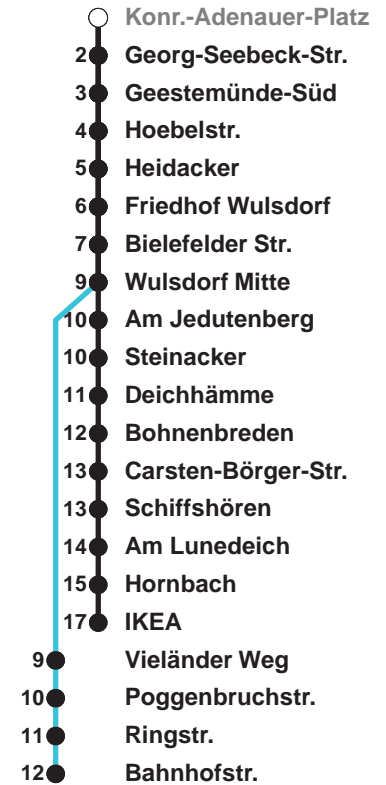 Konr.-Adenauer-Platz
2 Georg-Seebeck-Str.
3 Geestemünde-Süd
4 Hoebelstr.
5 Heidacker
6 Friedhof Wulsdorf
7 Bielefelder Str.
9 Wulsdorf Mitte
10 Am Jedutenberg
10 Steinacker
11 Deichhämme
12 Bohnenbreden
13 Carsten-Börger-Str.
13 Schiffshören
14 Am Lunedeich
15 Hornbach
17 IKEA
9 Vieländer Weg
10 Poggenbruchstr.
11 Ringstr.
12 Bahnhofstr.